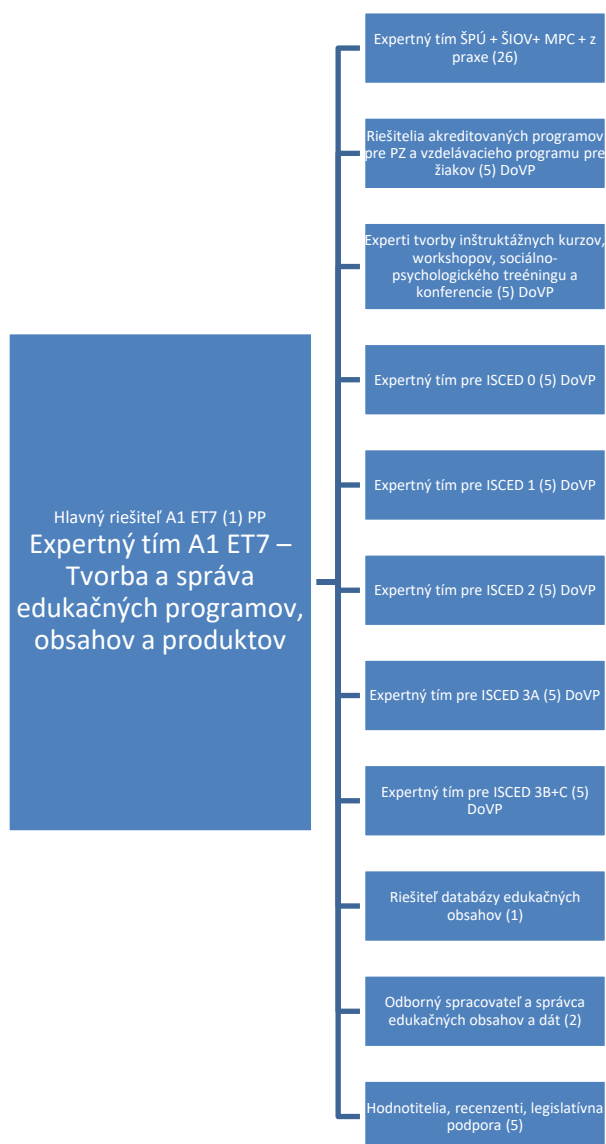 Expertný tím ŠPÚ + ŠIOV+ MPC + z
praxe (26)
Riešitelia akreditovaných programov
pre PZ a vzdelávacieho programu pre
žiakov (5) DoVP
Experti tvorby inštruktážnych kurzov,
workshopov, sociálno-
psychologického treéningu a
konferencie (5) DoVP
Expertný tím pre ISCED 0 (5) DoVP
Expertný tím pre ISCED 1 (5) DoVP
Hlavný riešiteľ A1 ET7 (1) PP
Expertný tím A1 ET7 –
Tvorba a správa
edukačných programov,
obsahov a produktov
Expertný tím pre ISCED 2 (5) DoVP
Expertný tím pre ISCED 3A (5) DoVP
Expertný tím pre ISCED 3B+C (5)
DoVP
Riešiteľ databázy edukačných
obsahov (1)
Odborný spracovateľ a správca
edukačných obsahov a dát (2)
Hodnotitelia, recenzenti, legislatívna
podpora (5)